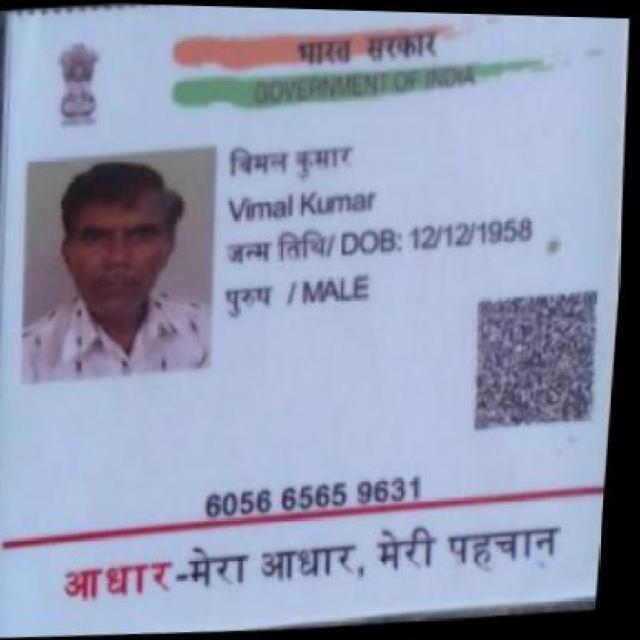 भारत सरकार
GOVERNMENT OF INDIA
कुमार
Vimal Kumar
जन्म तिथि/ DOB: 12/12/1958
पुरुष / MALE
6056 6565 9631
आधार-मेरा आधार, मेरी पहचान